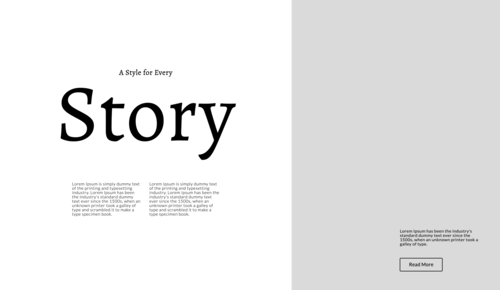 A Style for Every
Story
Lorem Ipsum is simply dummy text
of the printing and typesetting
industry. Lorem Ipsum has been
the industry's standard dummy
text ever since the 1500s, when an
unknown printer took a galley of
type and scrambled it to make a
type specimen book.
Lorem Ipsum is simply dummy text
of the printing and typesetting
industry. Lorem Ipsum has been the
industry's standard dummy text
ever since the 1500s, when an
unknown printer took a galley of
type and scrambled it to make a
type specimen book.
Lorem Ipsum has been the industry's
standard dummy text ever since the
1500s, when an unknown printer took a
galley of type.
Read More